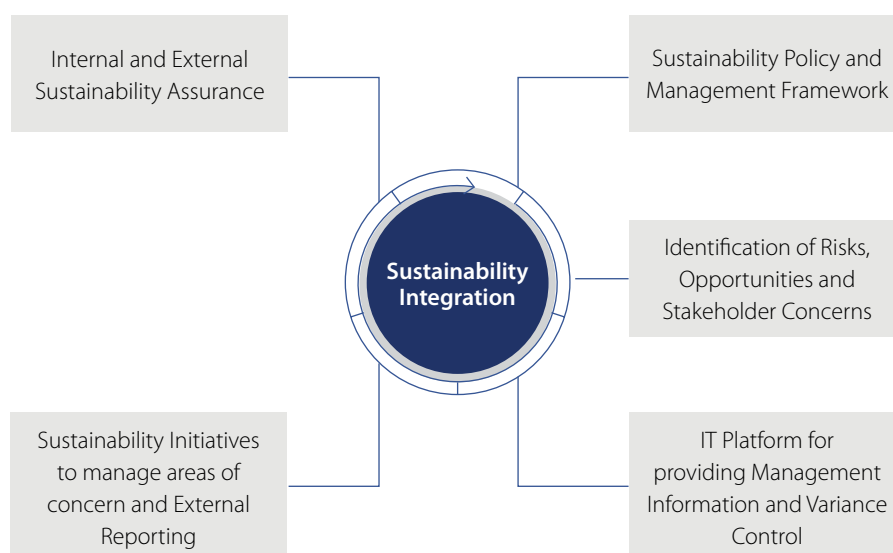 Internal and External
Sustainability Assurance
Sustainability Policy and
Management Framework
Sustainability
Integration
Identification of Risks,
Opportunities and
Stakeholder Concerns
Sustainability Initiatives
to manage areas of
concern and External
Reporting
IT Platform for
providing Management
Information and Variance
Control